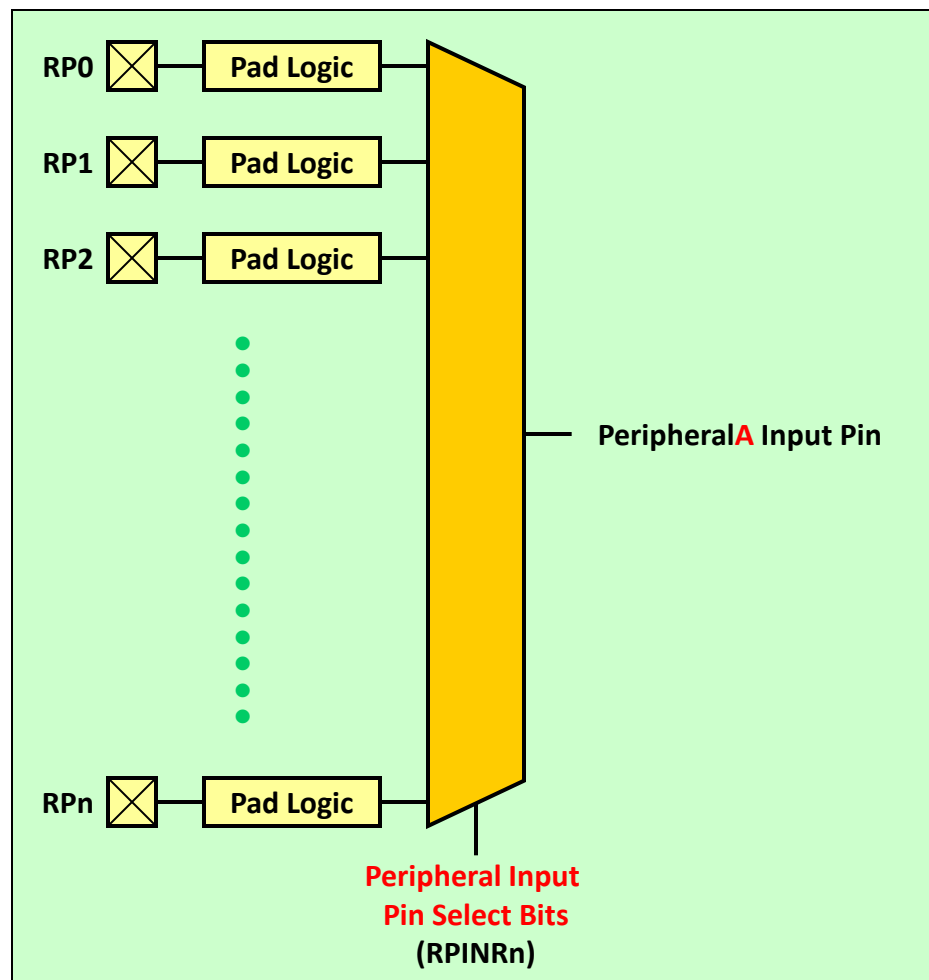 RP0 Pad Logic
RP1 Pad Logic
RP2 Pad Logic
PeripheralA Input Pin
RPn Pad Logic
Peripheral Input
Pin Select Bits
(RPINRn)